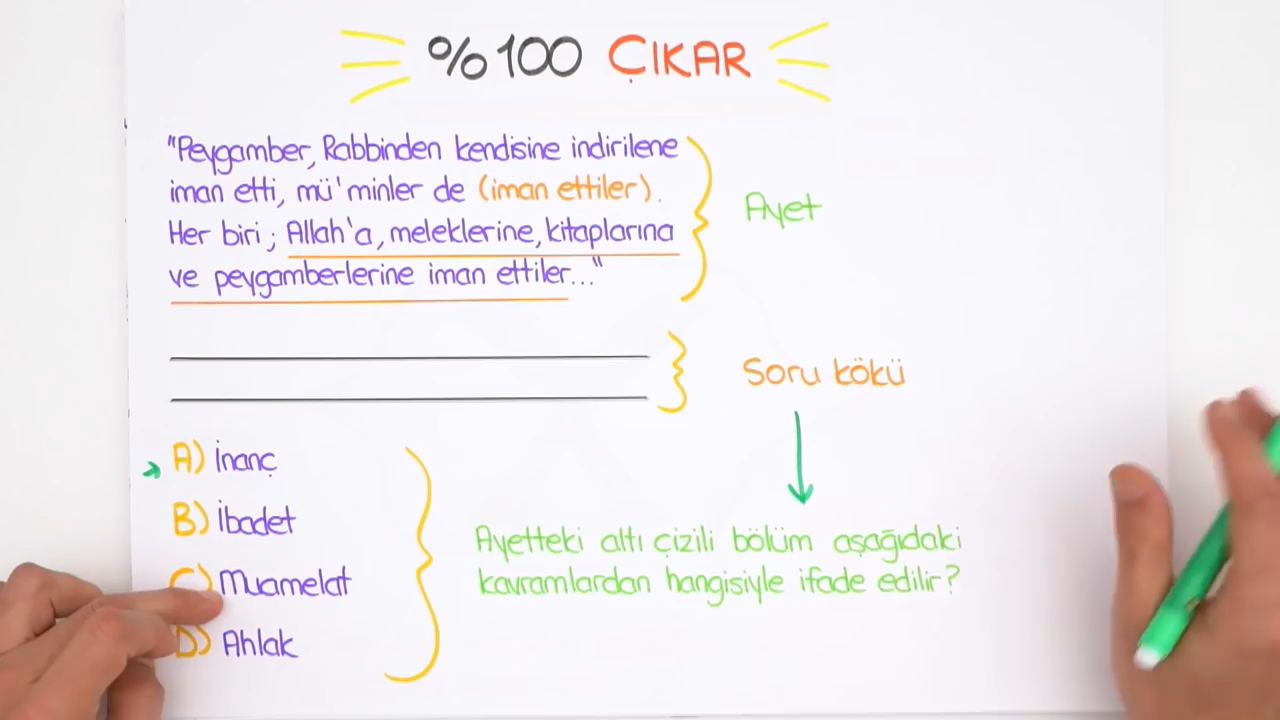 %100 ÇIKAR
"Peygamber, Rabbinden kendisine indirilene
iman etti, mü'minler de (iman ettiler).
Her biri; Allah'a, meleklerine, kitaplarına
ve peygamberlerine iman ettiler..."
Ayet
Soru kökü
A) İnanç
B) İbadet
C) Muamelat
D) Ahlak
Ayetteki altı çizili bölüm aşağıdaki
kavramlardan hangisiyle ifade edilir?